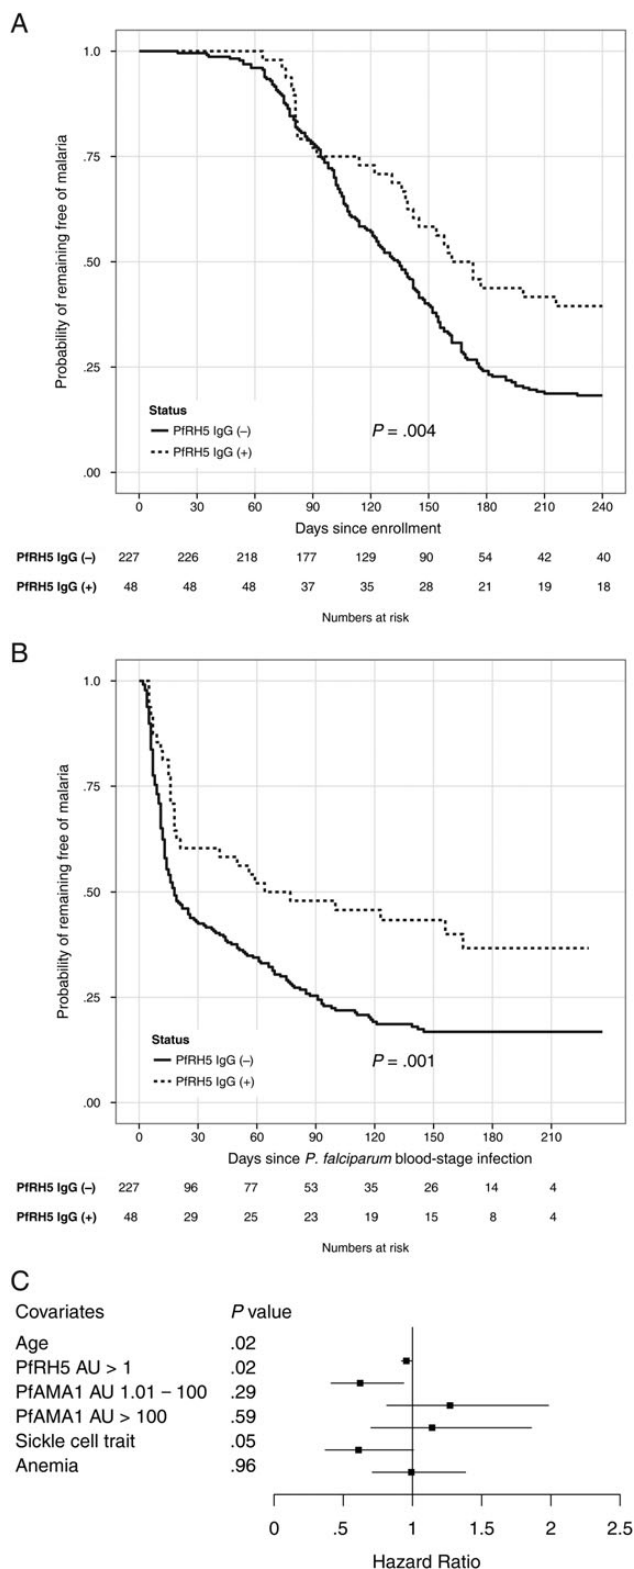 A
1.0
.75
.50
.25
.00
Probability of remaining free of malaria
Status
PfRH5 IgG (–)
PfRH5 IgG (+)
P = .004
0 30 60 90 120 150 180 210 240
Days since enrollment
PfRH5 IgG (–) 227 226 218 177 129 90 54 42 40
PfRH5 IgG (+) 48 48 48 37 35 28 21 19 18
Numbers at risk
B
1.0
.75
.50
.25
.00
Probability of remaining free of malaria
Status
PfRH5 IgG (–)
PfRH5 IgG (+)
P = .001
0 30 60 90 120 150 180 210
Days since P. falciparum blood-stage infection
PfRH5 IgG (–) 227 96 77 53 35 26 14 4
PfRH5 IgG (+) 48 29 25 23 19 15 8 4
Numbers at risk
C
Covariates P value
Age .02
PfRH5 AU > 1 .02
PfAMA1 AU 1.01 – 100 .29
PfAMA1 AU > 100 .59
Sickle cell trait .05
Anemia .96
0 .5 1 1.5 2 2.5
Hazard Ratio